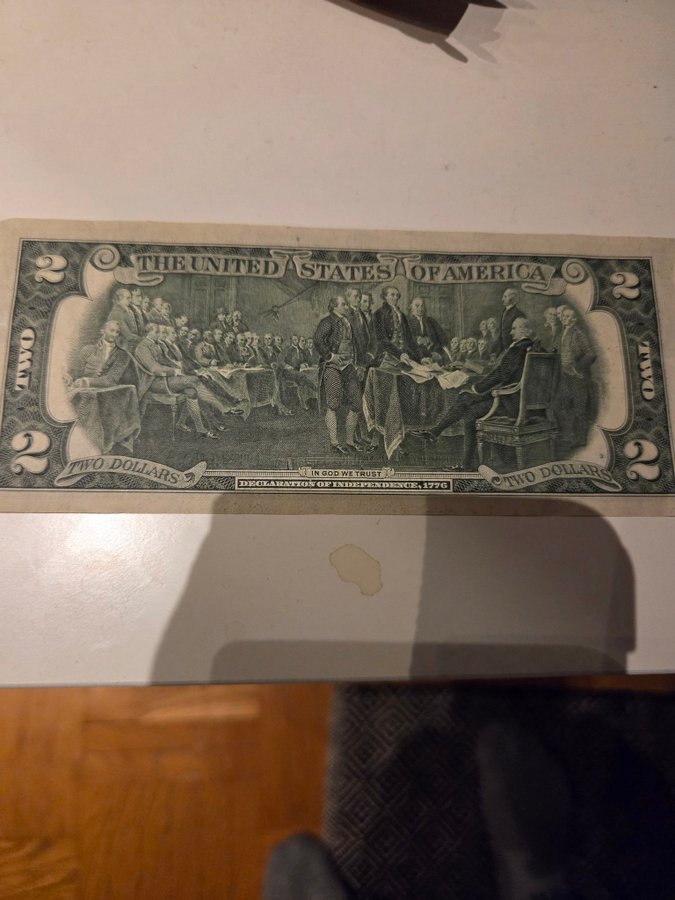 2 THE UNITED STATES OF AMERICA 2
TWO TWO
2 TWO DOLLARS IN GOD WE TRUST TWO DOLLARS 2
DECLARATION OF INDEPENDENCE, 1776